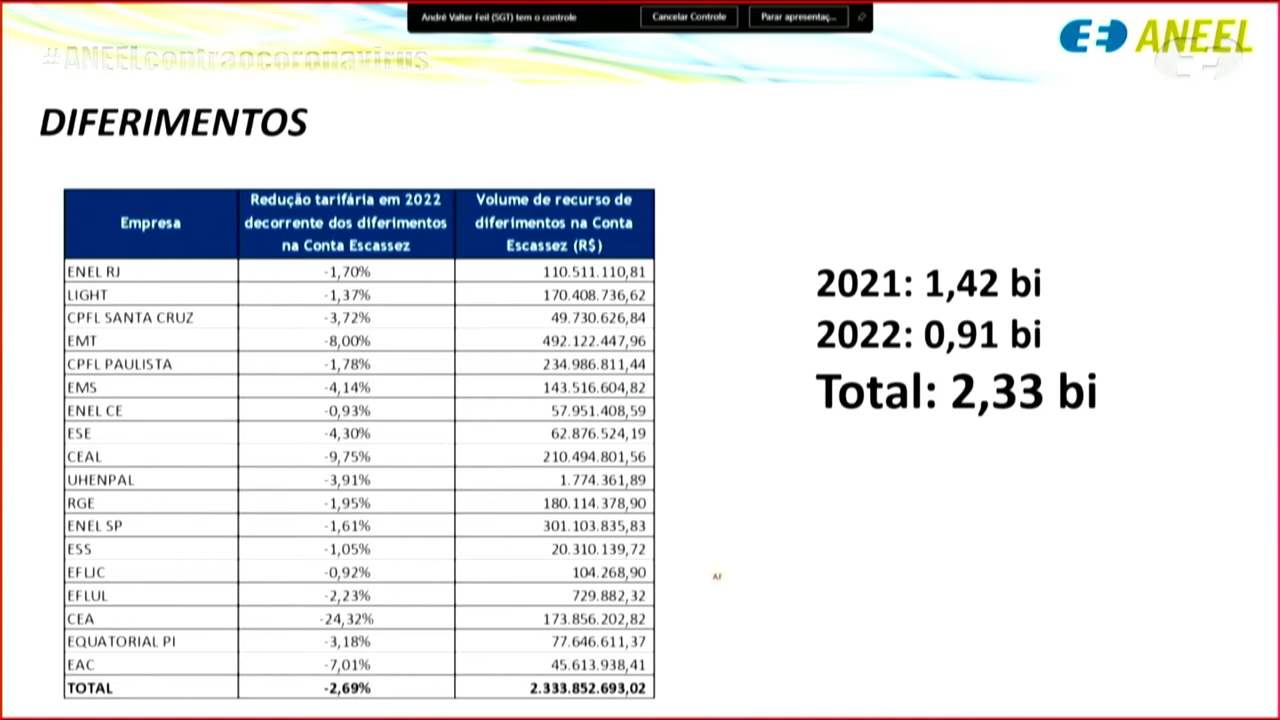 André Valter Feil (SGT) tem o controle
Cancelar Controle
Parar apresentaç...
#ANEELcontraocoronavirus
ANEEL
DIFERIMENTOS
Empresa
Redução tarifária em 2022 decorrente dos diferimentos na Conta Escassez
Volume de recurso de diferimentos na Conta Escassez (R$)
ENEL RJ -1,70% 110.511.110,81
LIGHT -1,37% 170.408.736,62
CPFL SANTA CRUZ -3,72% 49.730.626,84
EMT -8,00% 492.122.447,96
CPFL PAULISTA -1,78% 234.986.811,44
EMS -4,14% 143.516.604,82
ENEL CE -0,93% 57.951.408,59
ESE -4,30% 62.876.524,19
CEAL -9,75% 210.494.801,56
UHENPAL -3,91% 1.774.361,89
RGE -1,95% 180.114.378,90
ENEL SP -1,61% 301.103.835,83
ESS -1,05% 20.310.139,72
EFLJC -0,92% 104.268,90
EFLUL -2,23% 729.882,32
CEA -24,32% 173.856.202,82
EQUATORIAL PI -3,18% 77.646.611,37
EAC -7,01% 45.613.938,41
TOTAL -2,69% 2.333.852.693,02
2021: 1,42 bi
2022: 0,91 bi
Total: 2,33 bi